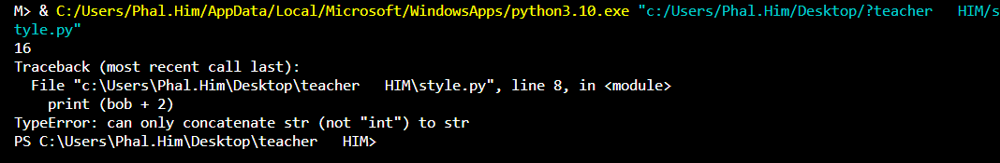 M> & C:/Users/Phal.Him/AppData/Local/Microsoft/WindowsApps/python3.10.exe "c:/Users/Phal.Him/Desktop/?teacher   HIM/s
tyle.py"
16
Traceback (most recent call last):
  File "c:\Users\Phal.Him\Desktop\teacher   HIM\style.py", line 8, in <module>
    print (bob + 2)
TypeError: can only concatenate str (not "int") to str
PS C:\Users\Phal.Him\Desktop\teacher   HIM>